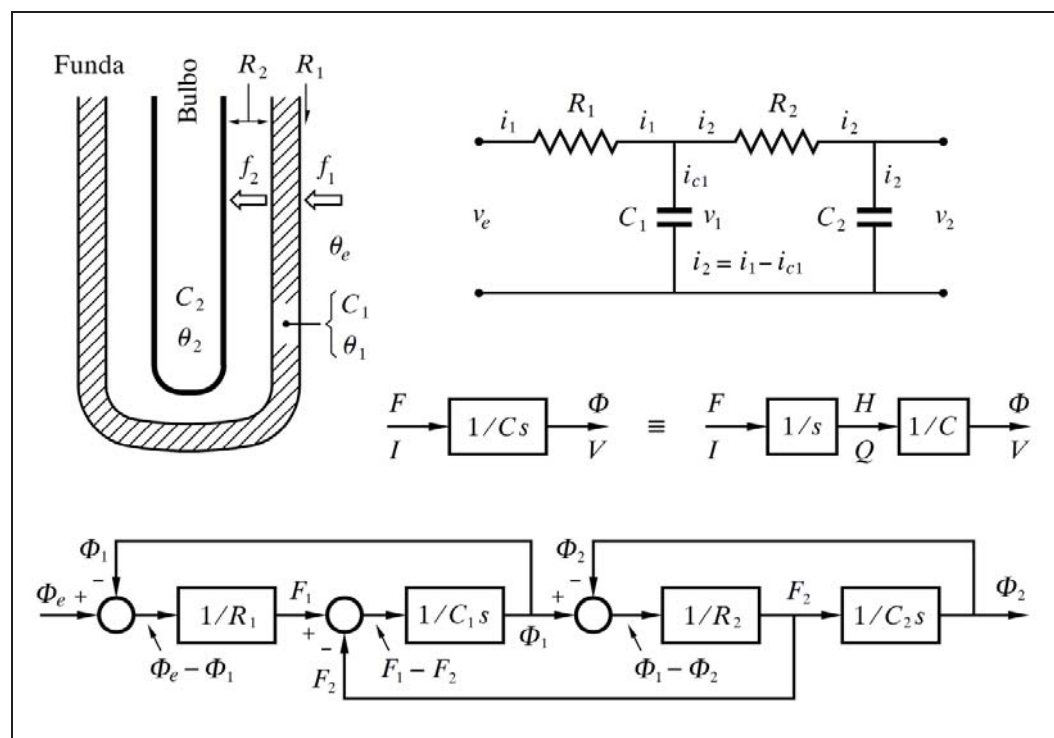 Funda
Bulbo
R₂
R₁
f₂
f₁
θₑ
C₂
θ₂
C₁
θ₁
i₁
R₁
i₁
i₂
R₂
i₂
vₑ
i_c1
C₁
v₁
C₂
i₂
v₂
i₂ = i₁ − i_c1
F
I
1/Cs
Φ
V
≡
F
I
1/s
H
Q
1/C
Φ
V
Φ₁
Φ₂
Φₑ
+
−
1/R₁
F₁
+
−
1/C₁s
Φ₁
+
−
1/R₂
F₂
1/C₂s
Φ₂
Φₑ − Φ₁
F₂
F₁ − F₂
Φ₁ − Φ₂